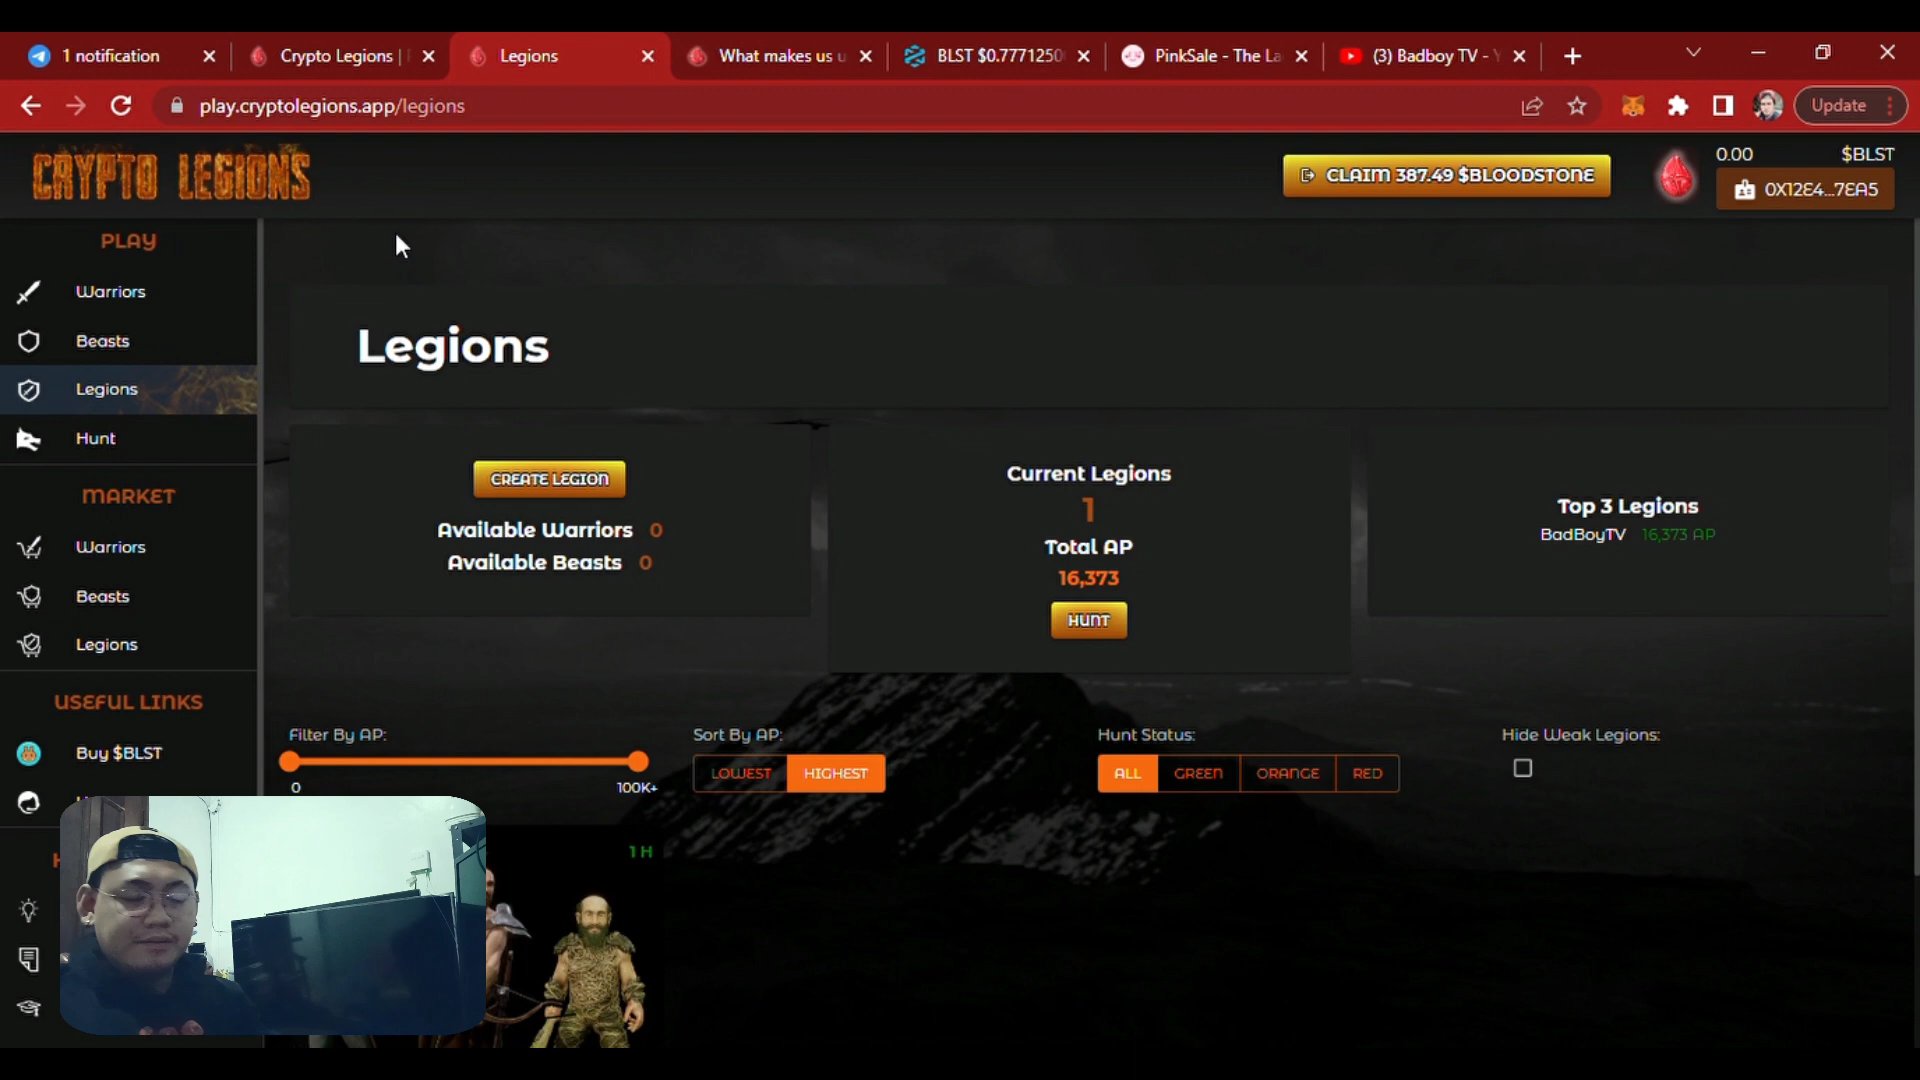 1 notification
Crypto Legions |
Legions
What makes us u
BLST $0.7771250
PinkSale - The La
(3) Badboy TV - Y
play.cryptolegions.app/legions
Update
CRYPTO LEGIONS
CLAIM 387.49 $BLOODSTONE
0.00 $BLST
0X12E4...7EA5
PLAY
Warriors
Beasts
Legions
Hunt
MARKET
Warriors
Beasts
Legions
USEFUL LINKS
Buy $BLST
Legions
CREATE LEGION
Available Warriors 0
Available Beasts 0
Current Legions
1
Total AP
16,373
HUNT
Top 3 Legions
BadBoyTV 16,373 AP
Filter By AP:
0 100K+
Sort By AP:
LOWEST HIGHEST
Hunt Status:
ALL GREEN ORANGE RED
Hide Weak Legions:
1 H